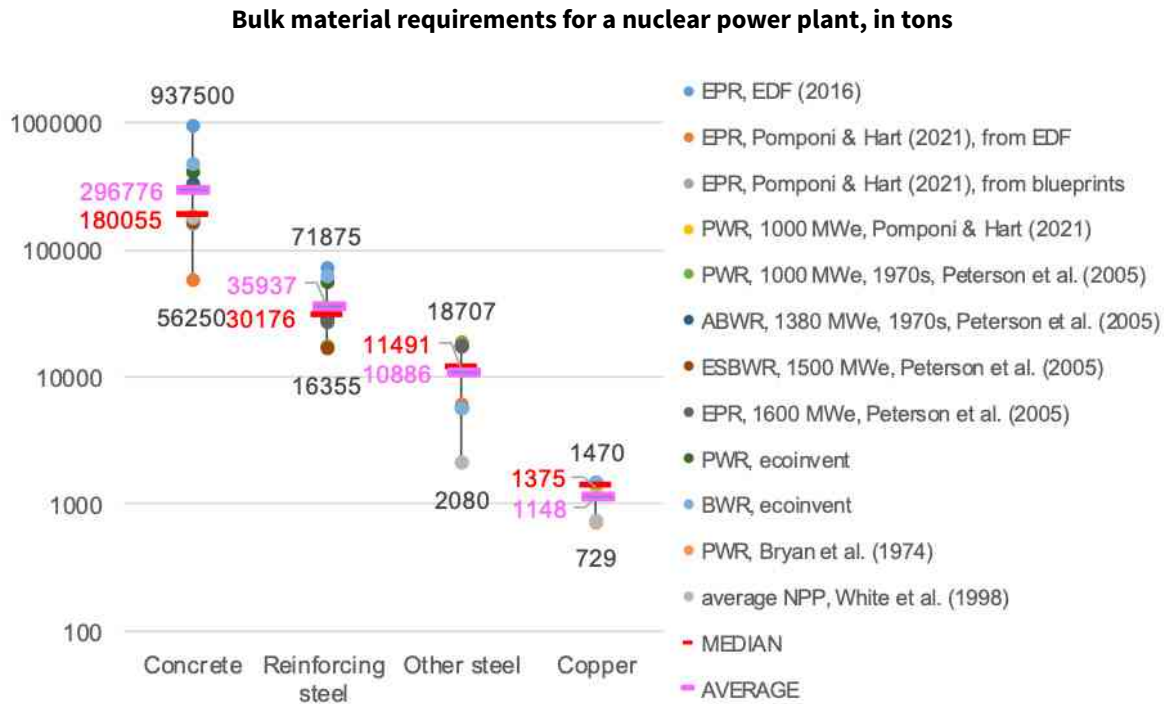 Bulk material requirements for a nuclear power plant, in tons
937500
1000000
296776
180055
100000
71875
35937
56250
30176
16355
18707
11491
10886
10000
2080
1470
1375
1148
1000
729
100
Concrete
Reinforcing
steel
Other steel
Copper
EPR, EDF (2016)
EPR, Pomponi & Hart (2021), from EDF
EPR, Pomponi & Hart (2021), from blueprints
PWR, 1000 MWe, Pomponi & Hart (2021)
PWR, 1000 MWe, 1970s, Peterson et al. (2005)
ABWR, 1380 MWe, 1970s, Peterson et al. (2005)
ESBWR, 1500 MWe, Peterson et al. (2005)
EPR, 1600 MWe, Peterson et al. (2005)
PWR, ecoinvent
BWR, ecoinvent
PWR, Bryan et al. (1974)
average NPP, White et al. (1998)
MEDIAN
AVERAGE